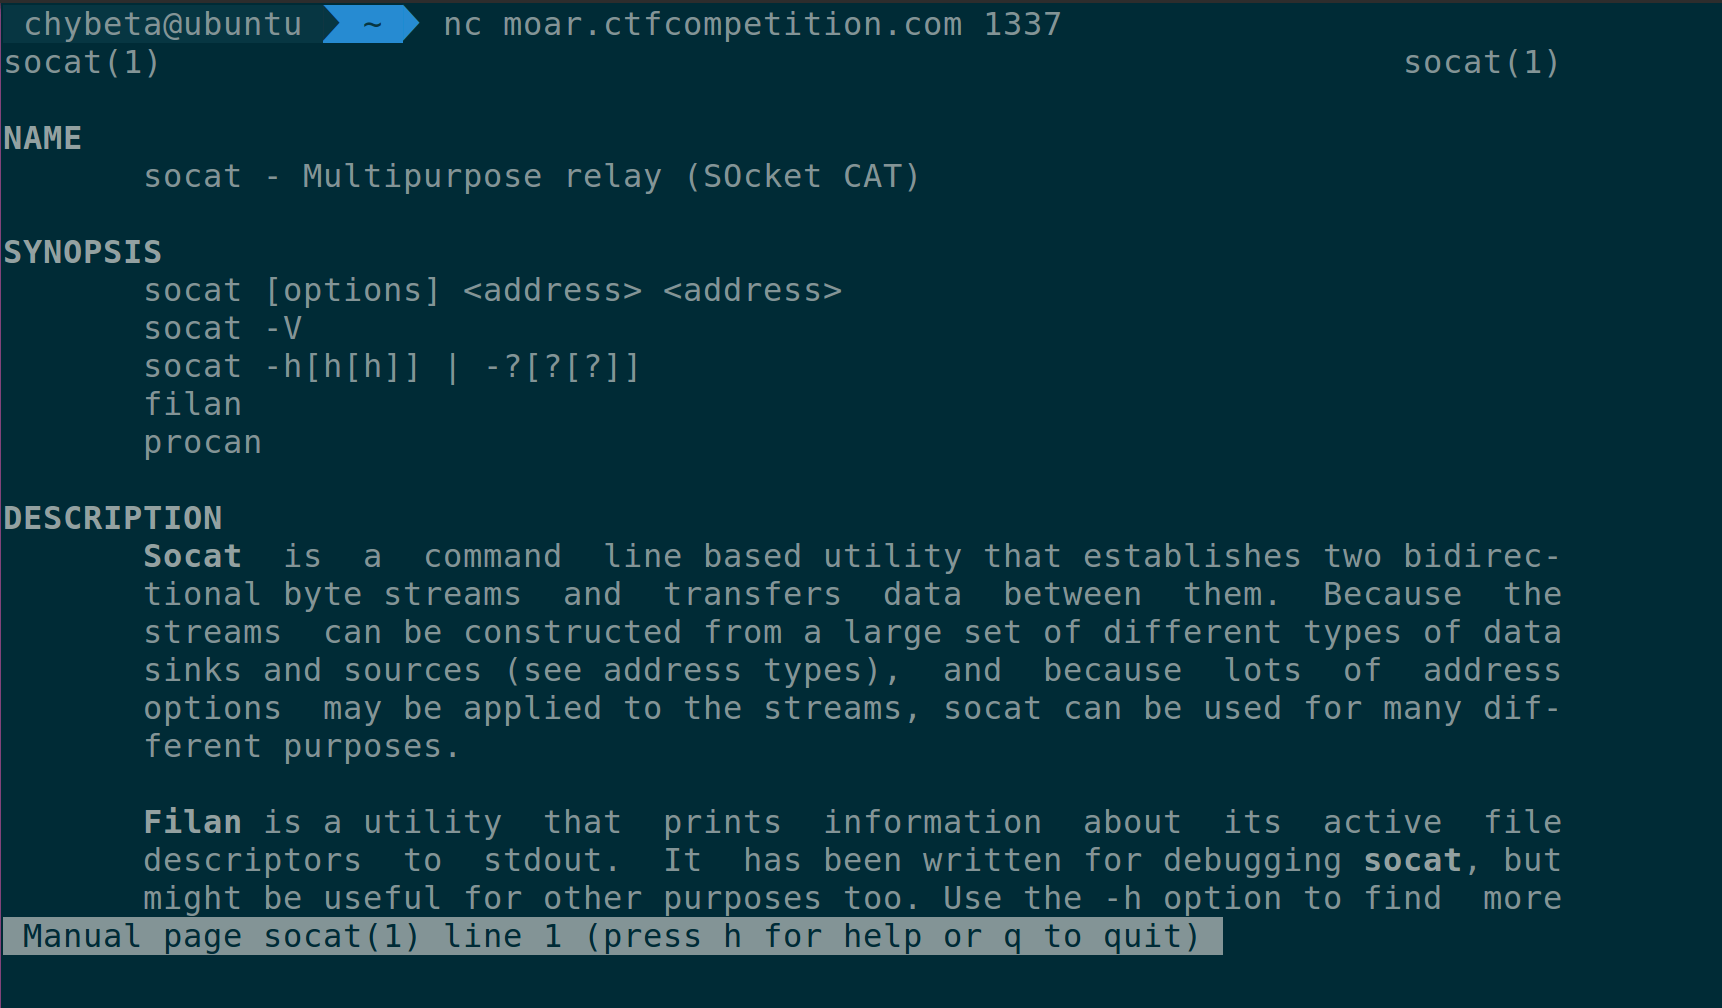 chybeta@ubuntu ~ nc moar.ctfcompetition.com 1337
socat(1) socat(1)
NAME
socat - Multipurpose relay (SOcket CAT)
SYNOPSIS
socat [options] <address> <address>
socat -V
socat -h[h[h]] | -?[?[?]]
filan
procan
DESCRIPTION
Socat is a command line based utility that establishes two bidirec-
tional byte streams and transfers data between them. Because the
streams can be constructed from a large set of different types of data
sinks and sources (see address types), and because lots of address
options may be applied to the streams, socat can be used for many dif-
ferent purposes.
Filan is a utility that prints information about its active file
descriptors to stdout. It has been written for debugging socat, but
might be useful for other purposes too. Use the -h option to find more
Manual page socat(1) line 1 (press h for help or q to quit)